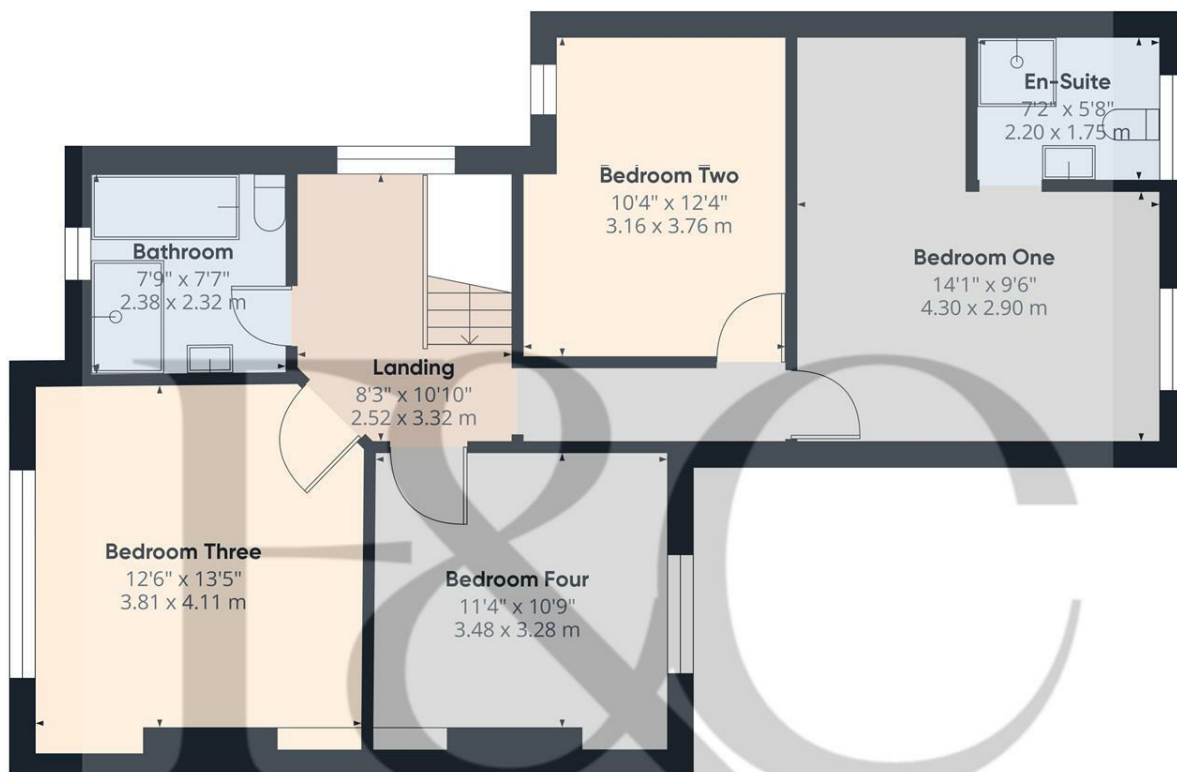 En-Suite
7'2" x 5'8"
2.20 x 1.75 m
Bedroom Two
10'4" x 12'4"
3.16 x 3.76 m
Bathroom
7'9" x 7'7"
2.38 x 2.32 m
Bedroom One
14'1" x 9'6"
4.30 x 2.90 m
Landing
8'3" x 10'10"
2.52 x 3.32 m
Bedroom Three
12'6" x 13'5"
3.81 x 4.11 m
Bedroom Four
11'4" x 10'9"
3.48 x 3.28 m
F&C